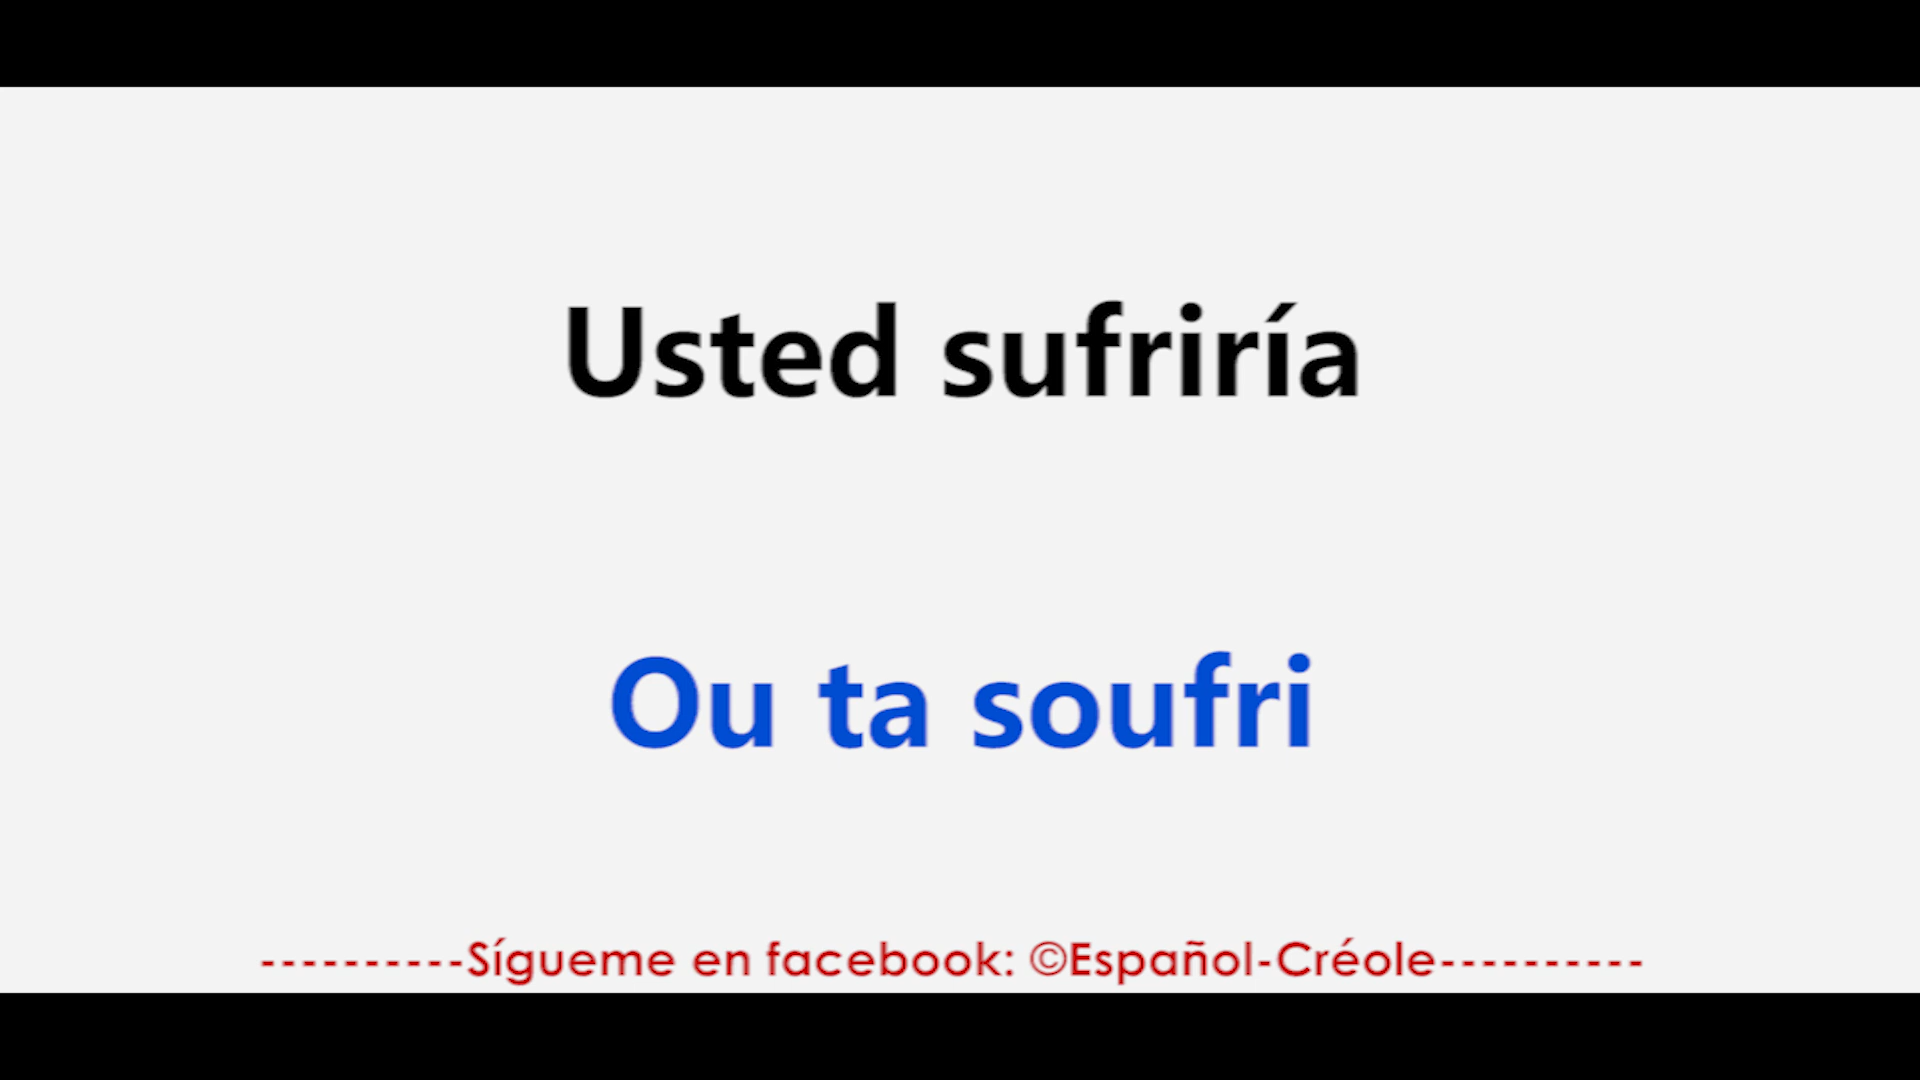 Usted sufriría
Ou ta soufri
----------Sígueme en facebook: ©Español-Créole----------